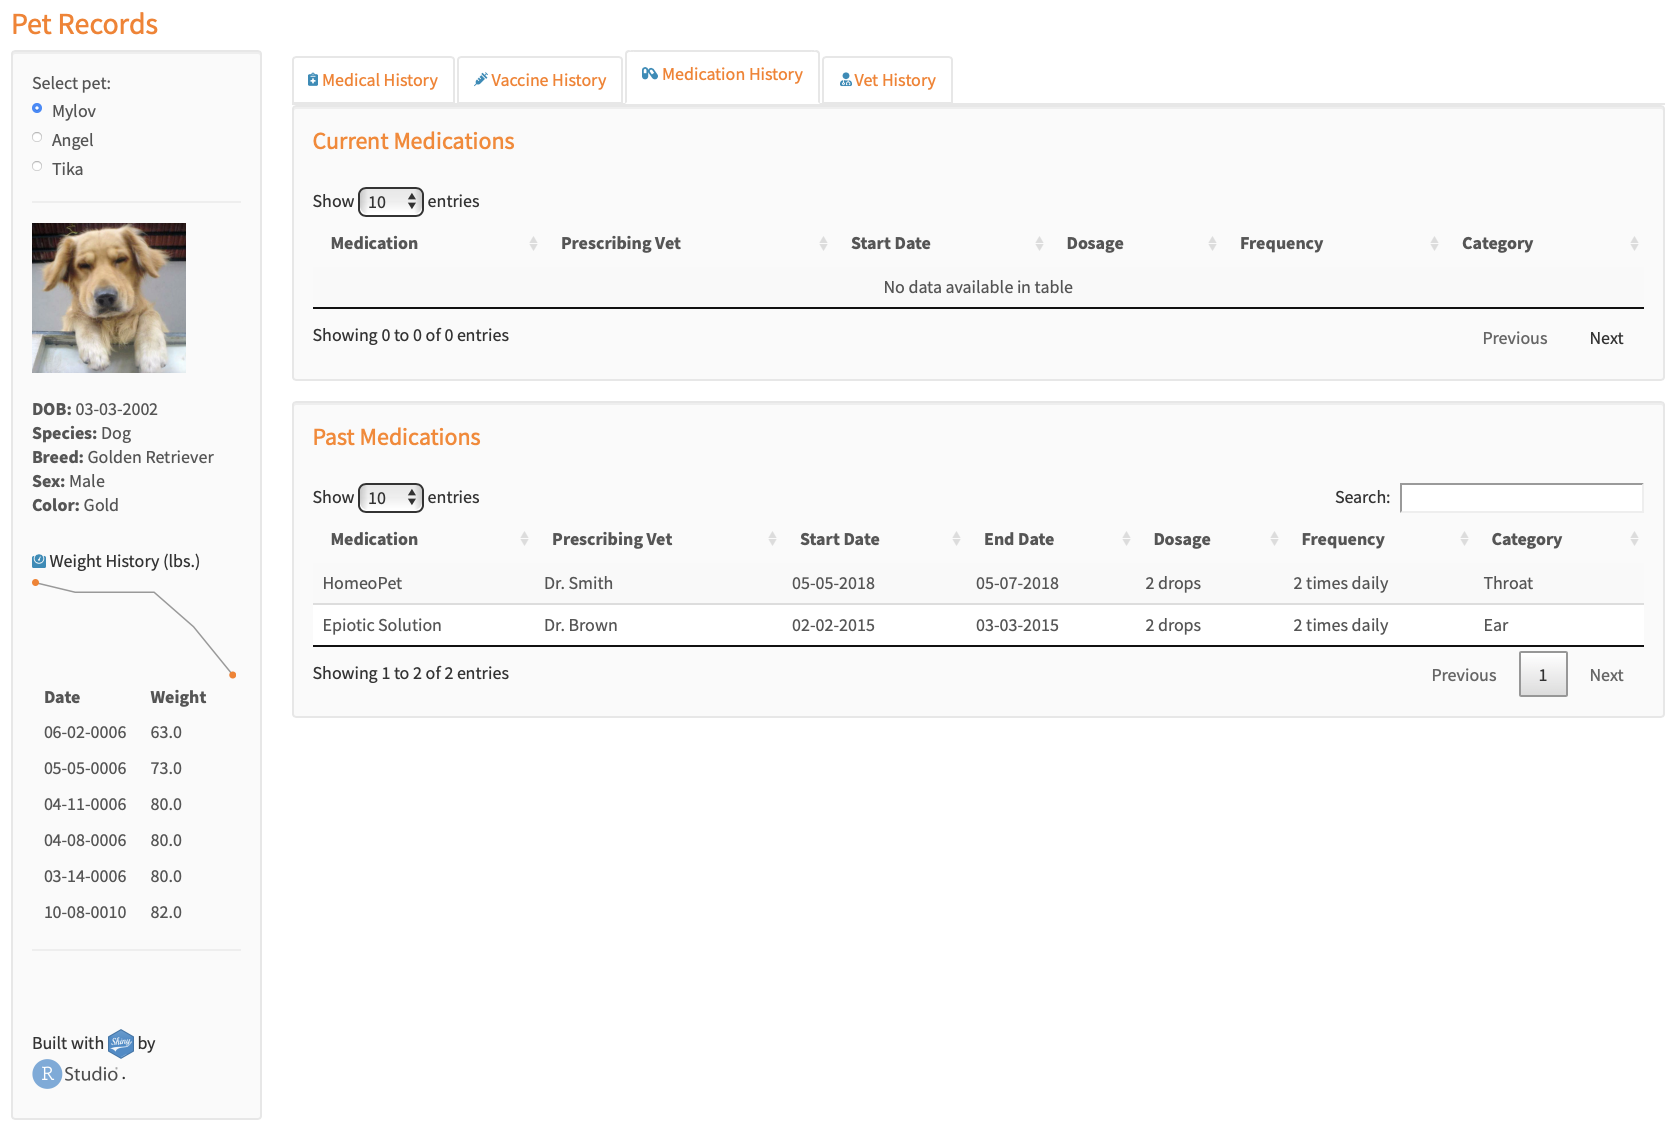 Pet Records
Select pet:
Mylov
Angel
Tika
DOB: 03-03-2002
Species: Dog
Breed: Golden Retriever
Sex: Male
Color: Gold
Weight History (lbs.)
Date Weight
06-02-0006 63.0
05-05-0006 73.0
04-11-0006 80.0
04-08-0006 80.0
03-14-0006 80.0
10-08-0010 82.0
Built with Shiny by
R Studio.
Medical History Vaccine History Medication History Vet History
Current Medications
Show 10 entries
Medication Prescribing Vet Start Date Dosage Frequency Category
No data available in table
Showing 0 to 0 of 0 entries
Previous Next
Past Medications
Show 10 entries Search:
Medication Prescribing Vet Start Date End Date Dosage Frequency Category
HomeoPet Dr. Smith 05-05-2018 05-07-2018 2 drops 2 times daily Throat
Epiotic Solution Dr. Brown 02-02-2015 03-03-2015 2 drops 2 times daily Ear
Showing 1 to 2 of 2 entries
Previous 1 Next